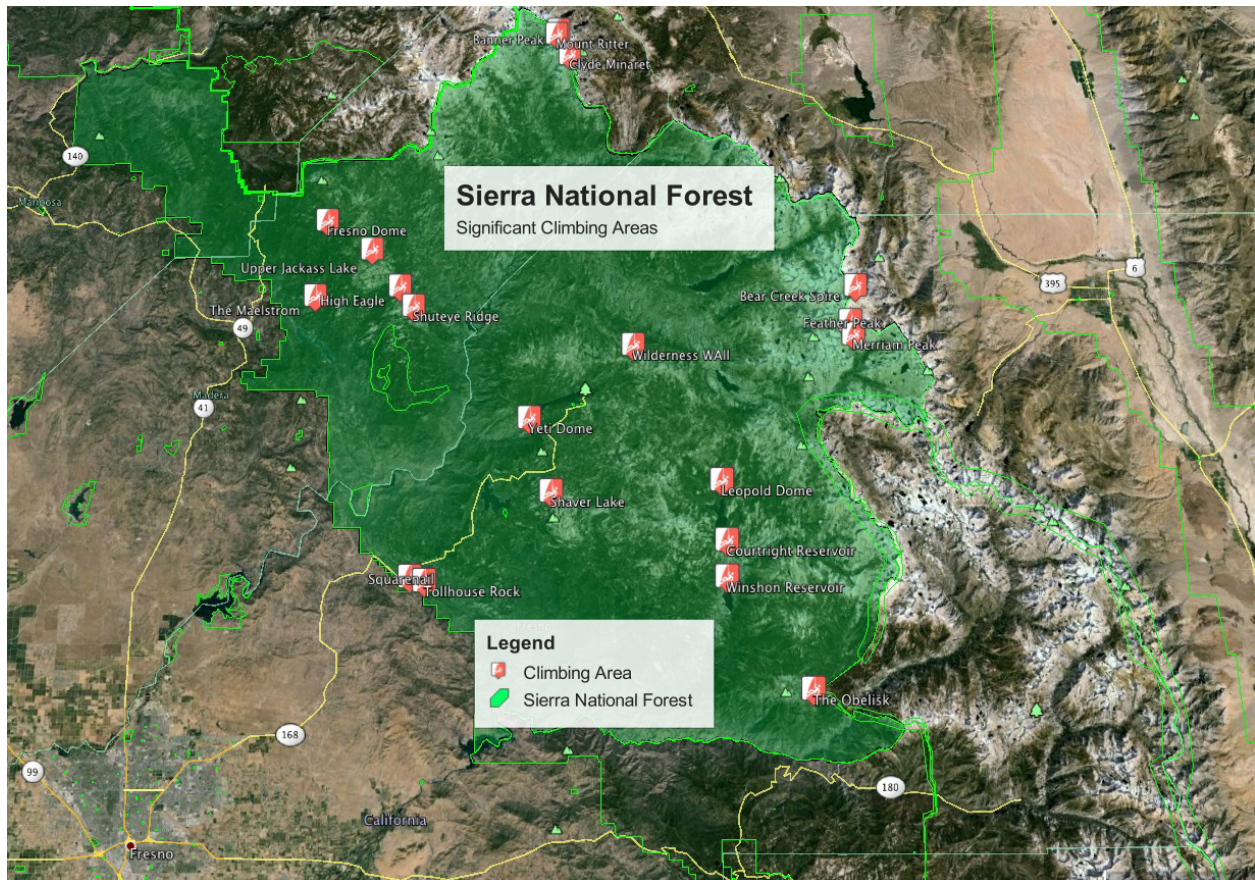 Banner Peak
Mount Ritter
Clyde Minaret
140
Mariposa
Sierra National Forest
Significant Climbing Areas
Fresno Dome
Upper Jackass Lake
High Eagle
The Maelstrom
Shuteye Ridge
49
Bear Creek Spire
Feather Peak
Merriam Peak
395
6
Wilderness WAll
Madera
41
Yeti Dome
Leopold Dome
Shaver Lake
Courtright Reservoir
Squarenail
Tollhouse Rock
Winshon Reservoir
Legend
Climbing Area
Sierra National Forest
The Obelisk
168
99
180
California
Fresno